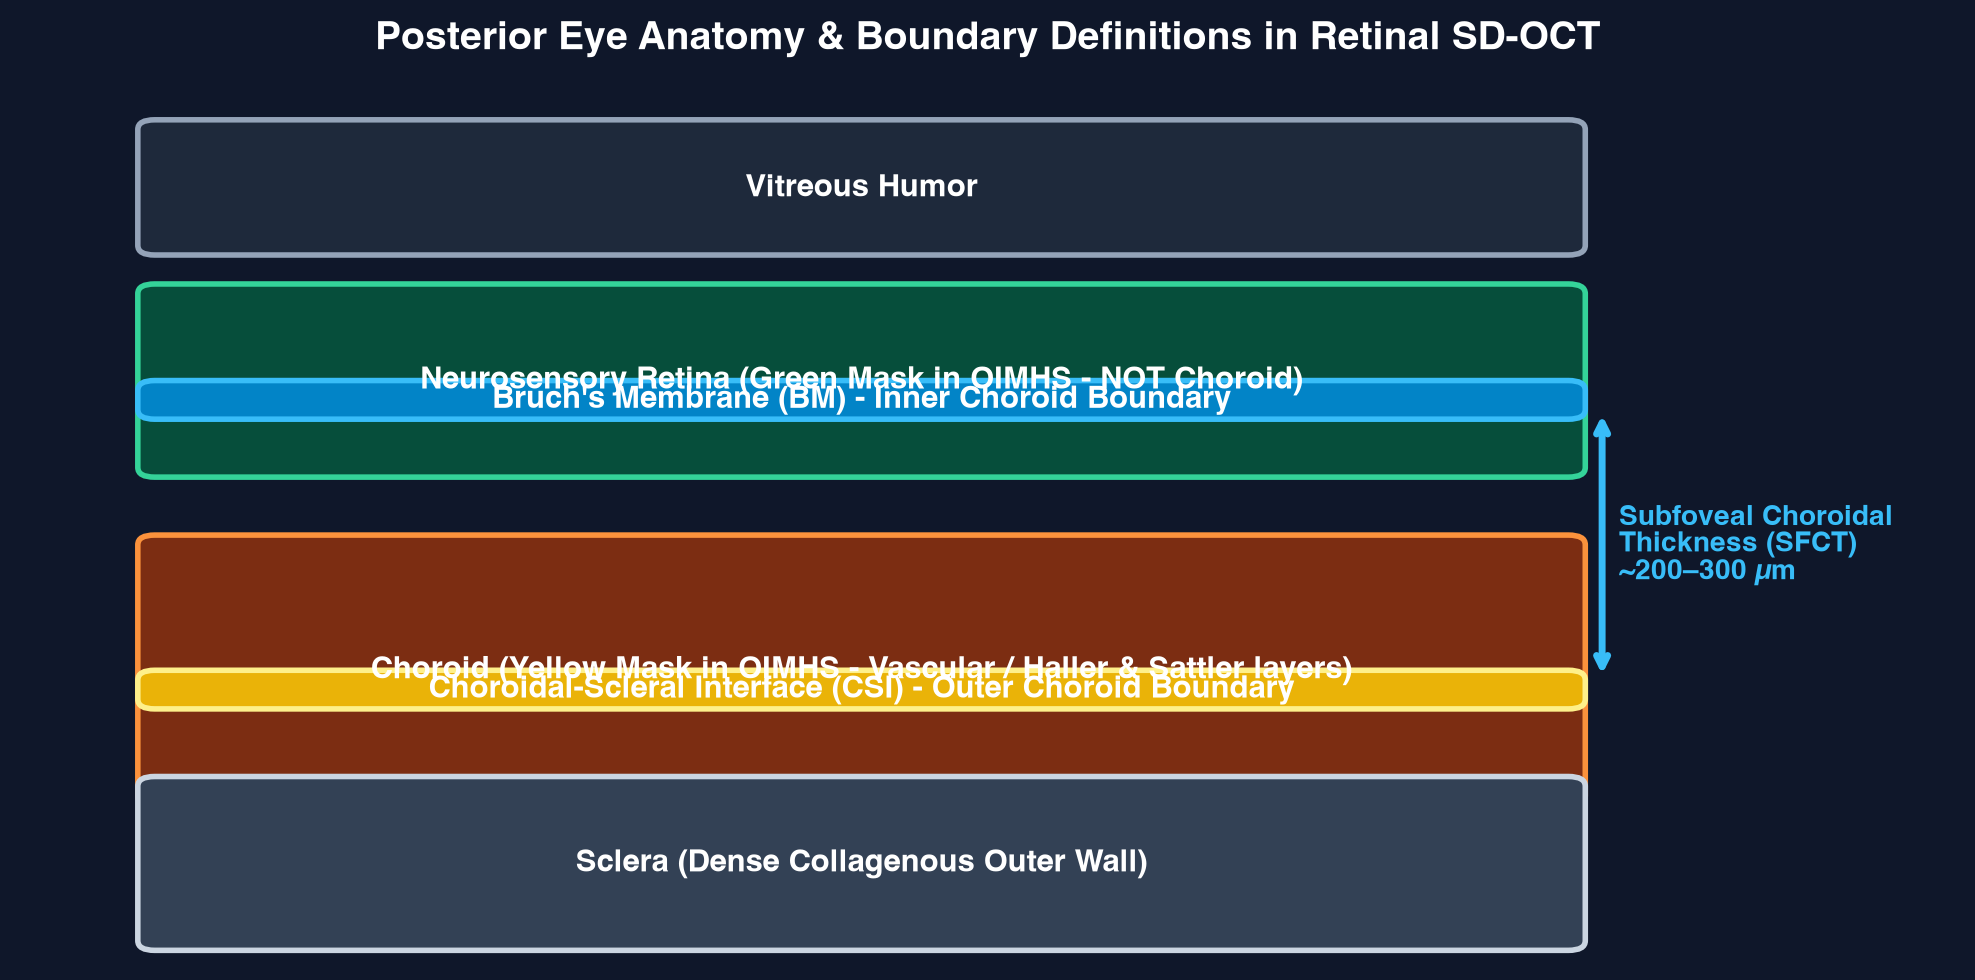 Posterior Eye Anatomy & Boundary Definitions in Retinal SD-OCT
Vitreous Humor
Neurosensory Retina (Green Mask in OIMHS - NOT Choroid)
Bruch's Membrane (BM) - Inner Choroid Boundary
Subfoveal Choroidal
Thickness (SFCT)
~200–300 µm
Choroid (Yellow Mask in OIMHS - Vascular / Haller & Sattler layers)
Choroidal-Scleral Interface (CSI) - Outer Choroid Boundary
Sclera (Dense Collagenous Outer Wall)